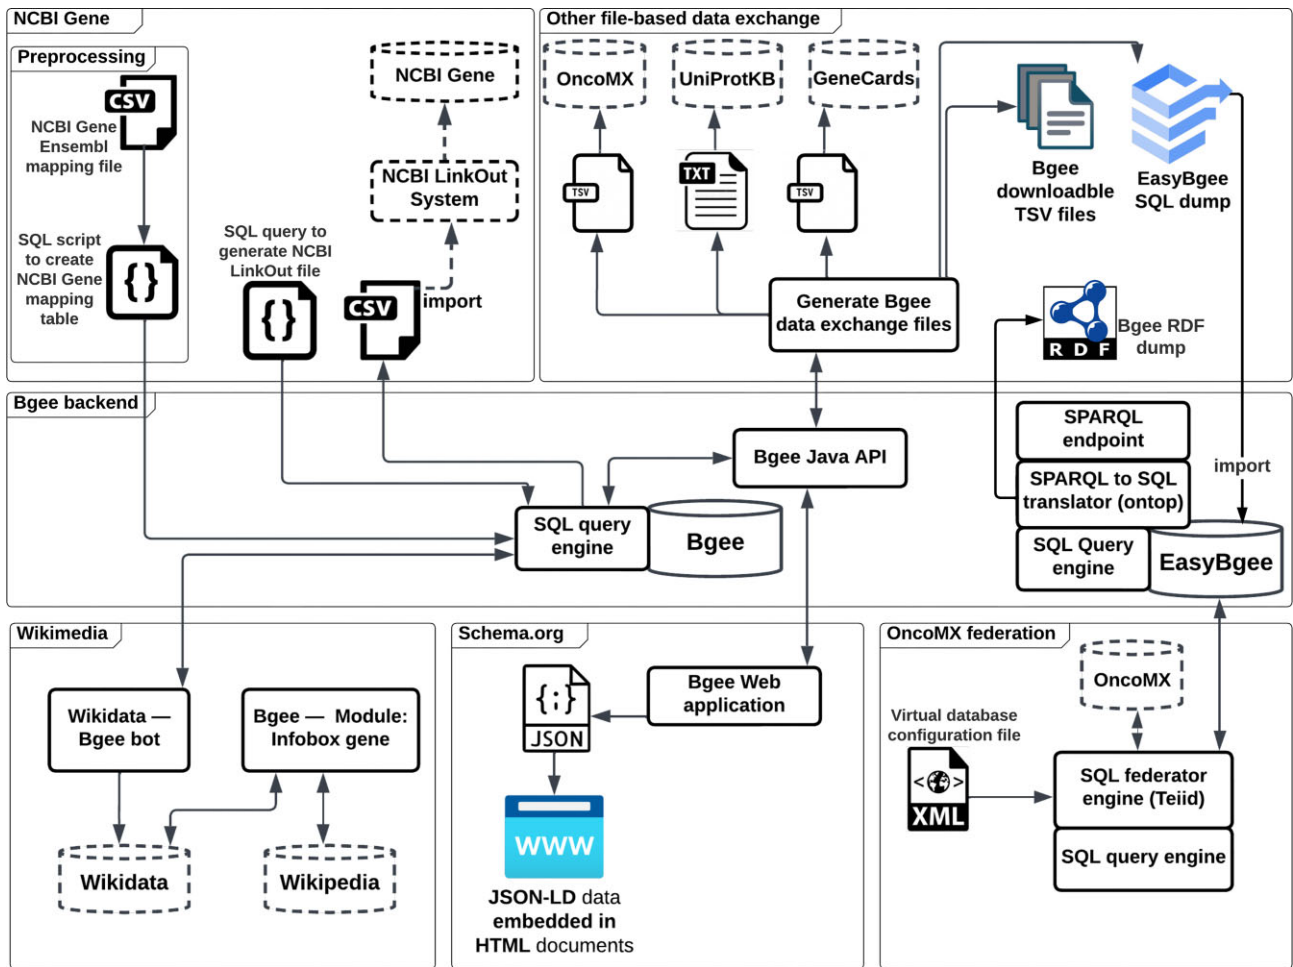 NCBI Gene
Preprocessing
CSV
NCBI Gene
Ensembl
mapping file
SQL script
to create
NCBI Gene
mapping
table
{ }
SQL query to
generate NCBI
LinkOut file
{ }
NCBI Gene
NCBI LinkOut
System
CSV
import
Other file-based data exchange
OncoMX
UniProtKB
GeneCards
TSV
TXT
TSV
Generate Bgee
data exchange files
Bgee
downloadble
TSV files
EasyBgee
SQL dump
RDF
Bgee RDF
dump
Bgee backend
Bgee Java API
SQL query
engine
Bgee
SPARQL
endpoint
SPARQL to SQL
translator (ontop)
SQL Query
engine
import
EasyBgee
Wikimedia
Wikidata —
Bgee bot
Bgee — Module:
Infobox gene
Wikidata
Wikipedia
Schema.org
{;}
JSON
Bgee Web
application
WWW
JSON-LD data
embedded in
HTML documents
OncoMX federation
OncoMX
Virtual database
configuration file
< >
XML
SQL federator
engine (Teiid)
SQL query engine